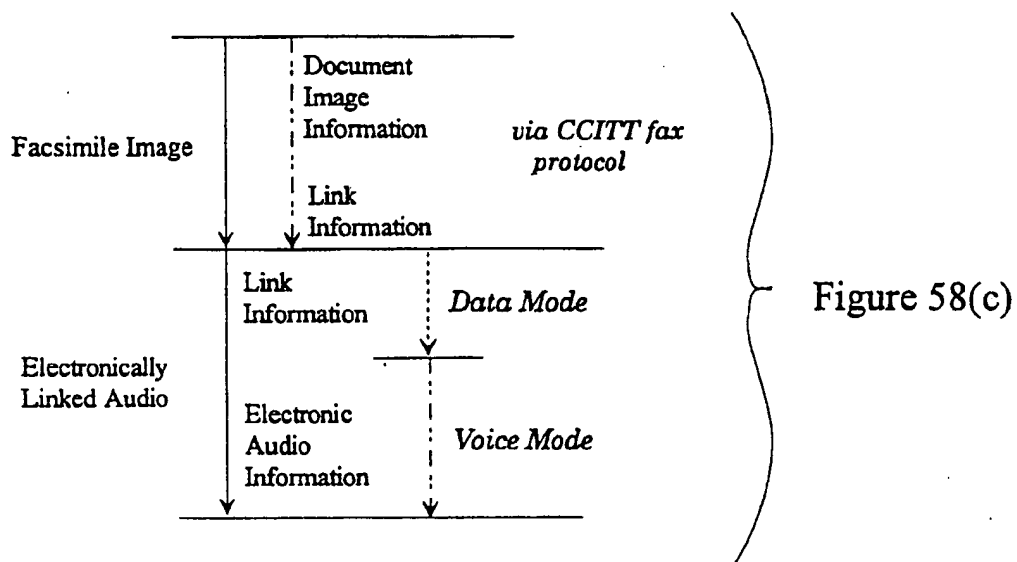 Document
Image
Information
Facsimile Image
via CCITT fax
protocol
Link
Information
Link
Information
Data Mode
Figure 58(c)
Electronically
Linked Audio
Electronic
Audio
Information
Voice Mode